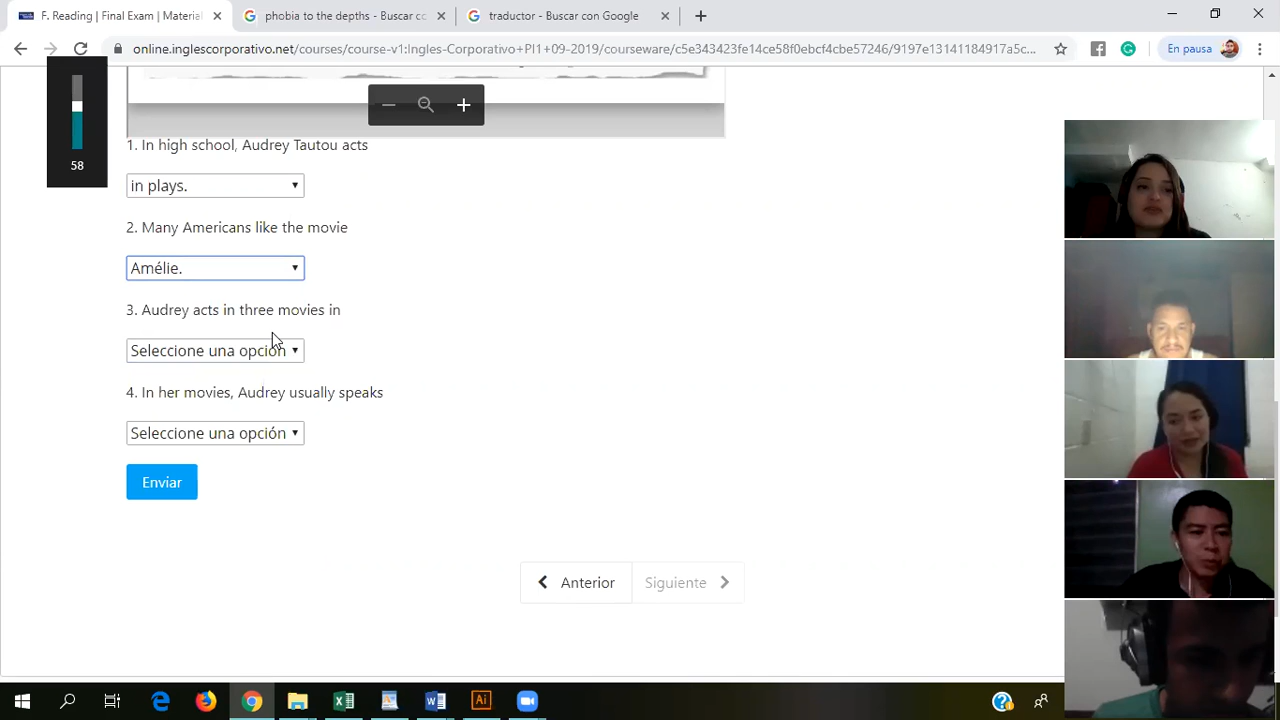 F. Reading | Final Exam | Material
phobia to the depths - Buscar co
traductor - Buscar con Google
online.inglescorporativo.net/courses/course-v1:Ingles-Corporativo+PI1+09-2019/courseware/c5e343423fe14ce58f0ebcf4cbe57246/9197e13141184917a5c...
En pausa
58
1. In high school, Audrey Tautou acts
in plays.
2. Many Americans like the movie
Amélie.
3. Audrey acts in three movies in
Seleccione una opción
4. In her movies, Audrey usually speaks
Seleccione una opción
Enviar
Anterior
Siguiente